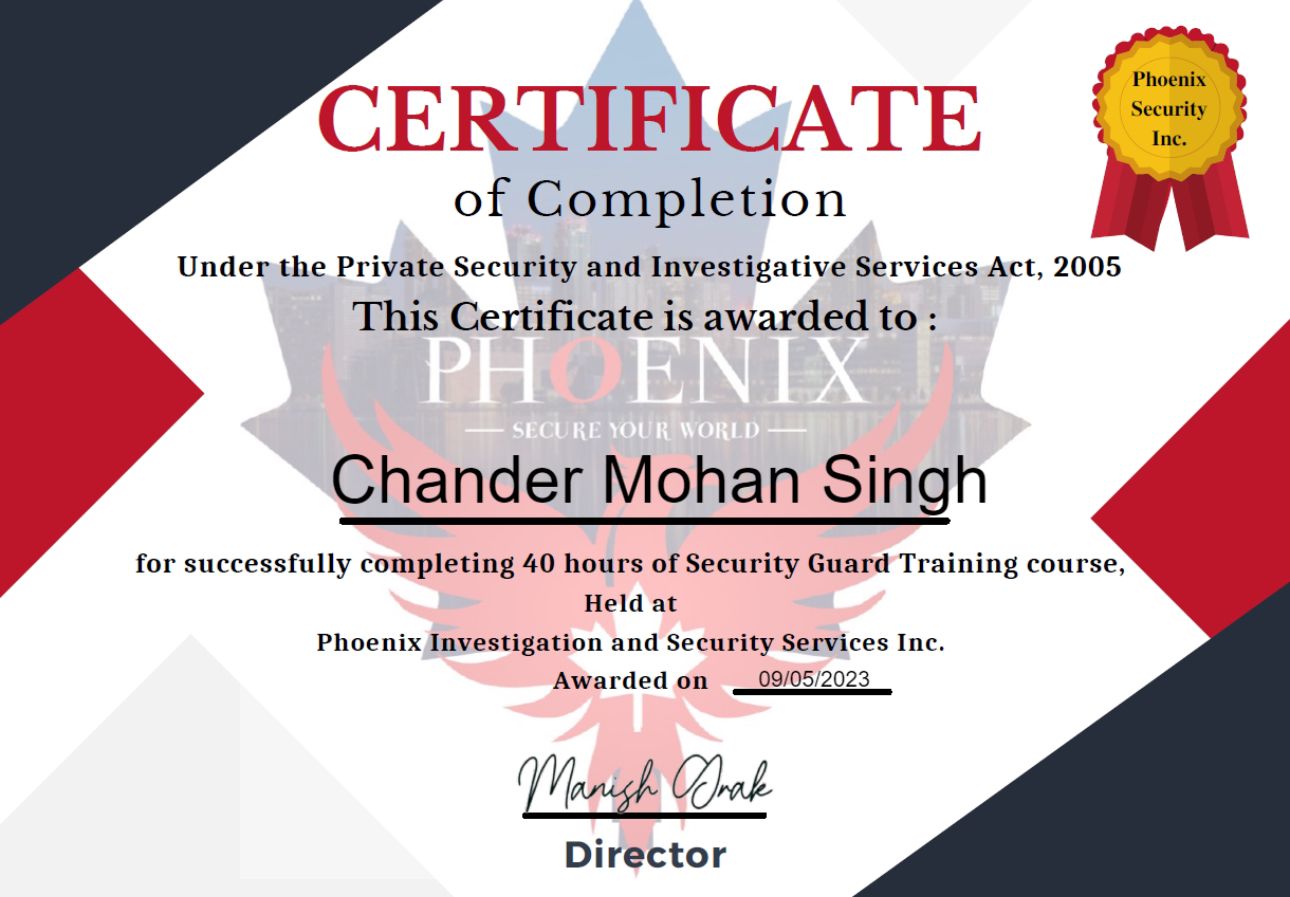 CERTIFICATE
of Completion
Phoenix
Security
Inc.
Under the Private Security and Investigative Services Act, 2005
This Certificate is awarded to :
PHOENIX
SECURE YOUR WORLD
Chander Mohan Singh
for successfully completing 40 hours of Security Guard Training course,
Held at
Phoenix Investigation and Security Services Inc.
Awarded on 09/05/2023
Manish
Director